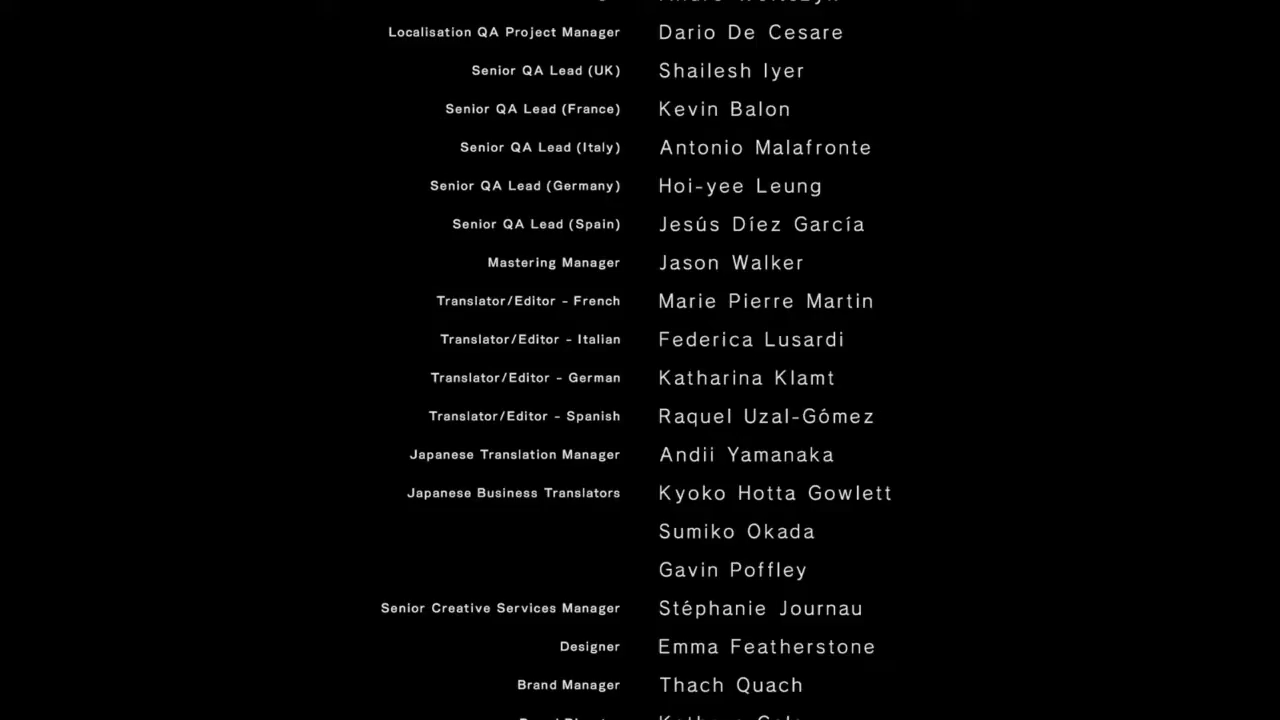 Localisation QA Project Manager Dario De Cesare
Senior QA Lead (UK) Shailesh Iyer
Senior QA Lead (France) Kevin Balon
Senior QA Lead (Italy) Antonio Malafronte
Senior QA Lead (Germany) Hoi-yee Leung
Senior QA Lead (Spain) Jesús Díez García
Mastering Manager Jason Walker
Translator/Editor - French Marie Pierre Martin
Translator/Editor - Italian Federica Lusardi
Translator/Editor - German Katharina Klamt
Translator/Editor - Spanish Raquel Uzal-Gómez
Japanese Translation Manager Andii Yamanaka
Japanese Business Translators Kyoko Hotta Gowlett
Sumiko Okada
Gavin Poffley
Senior Creative Services Manager Stéphanie Journau
Designer Emma Featherstone
Brand Manager Thach Quach